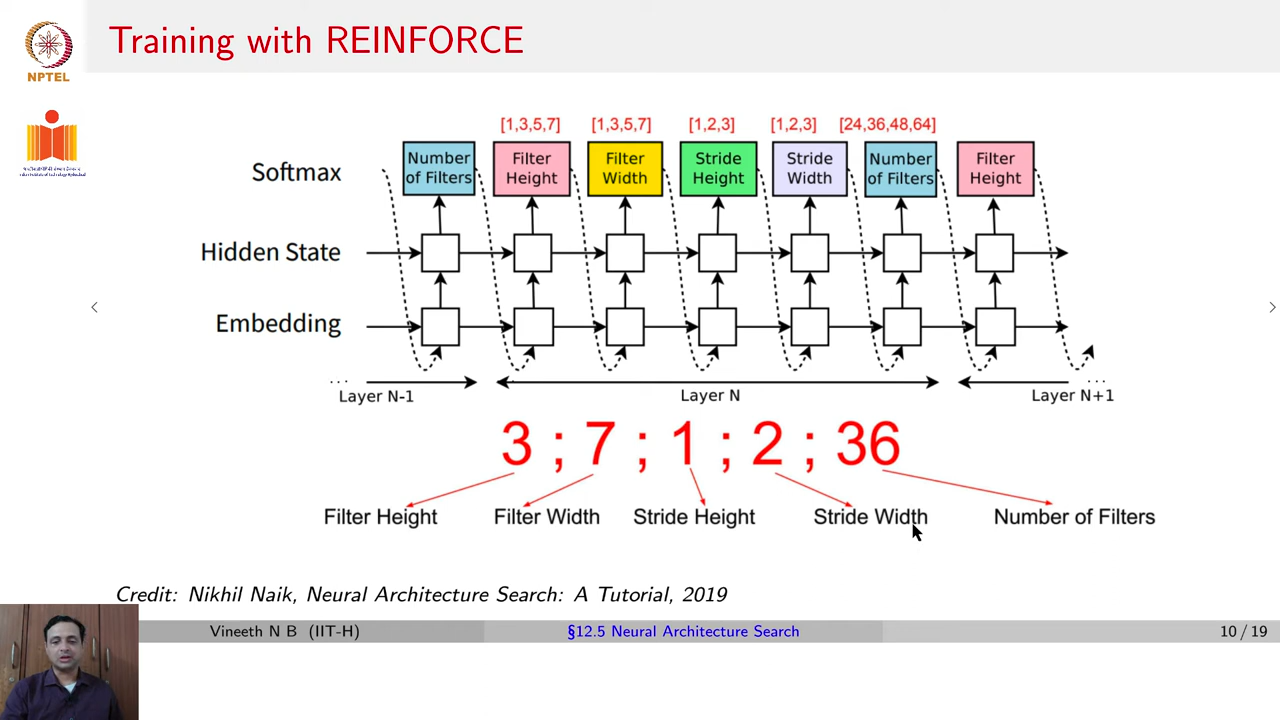 Training with REINFORCE
NPTEL
[1,3,5,7] [1,3,5,7] [1,2,3] [1,2,3] [24,36,48,64]
Softmax
Number of Filters
Filter Height
Filter Width
Stride Height
Stride Width
Number of Filters
Filter Height
Hidden State
Embedding
... Layer N-1 Layer N Layer N+1 ...
3 ; 7 ; 1 ; 2 ; 36
Filter Height Filter Width Stride Height Stride Width Number of Filters
Credit: Nikhil Naik, Neural Architecture Search: A Tutorial, 2019
Vineeth N B (IIT-H) §12.5 Neural Architecture Search 10 / 19